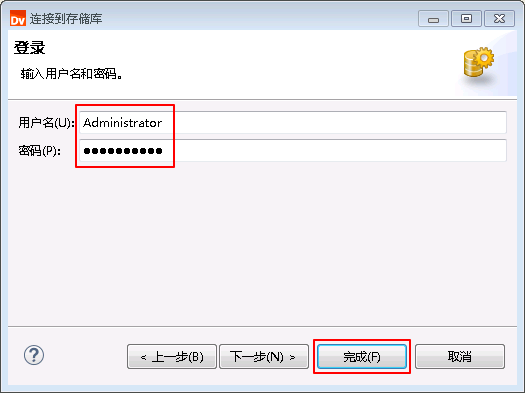 Dv 连接到存储库
登录
输入用户名和密码。
用户名(U): Administrator
密码(P): ●●●●●●●●●●
?
< 上一步(B) 下一步(N) > 完成(F) 取消